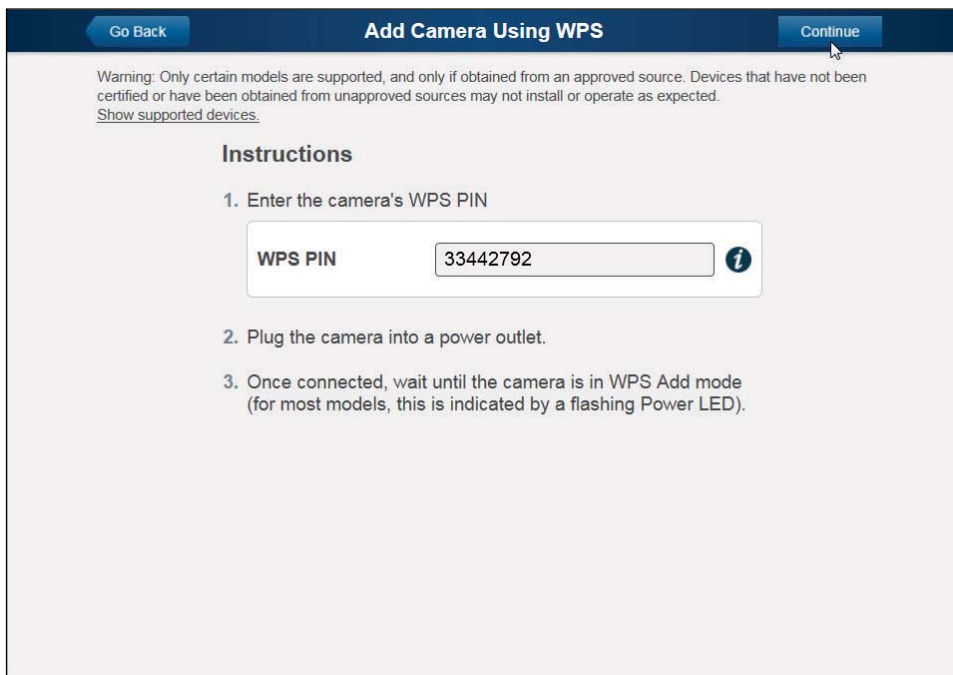 Go Back
Add Camera Using WPS
Continue
Warning: Only certain models are supported, and only if obtained from an approved source. Devices that have not been
certified or have been obtained from unapproved sources may not install or operate as expected.
Show supported devices.
Instructions
1. Enter the camera's WPS PIN
WPS PIN 33442792 i
2. Plug the camera into a power outlet.
3. Once connected, wait until the camera is in WPS Add mode
(for most models, this is indicated by a flashing Power LED).